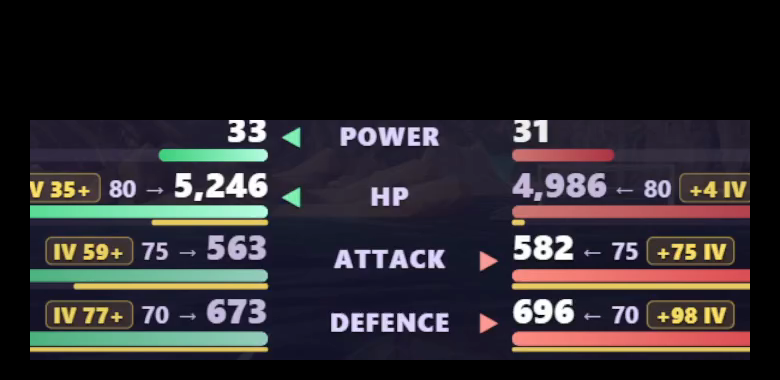 33 ◀ POWER 31
V 35+ 80 → 5,246 ◀ HP 4,986 ← 80 +4 IV
IV 59+ 75 → 563 ATTACK ▶ 582 ← 75 +75 IV
IV 77+ 70 → 673 DEFENCE ▶ 696 ← 70 +98 IV